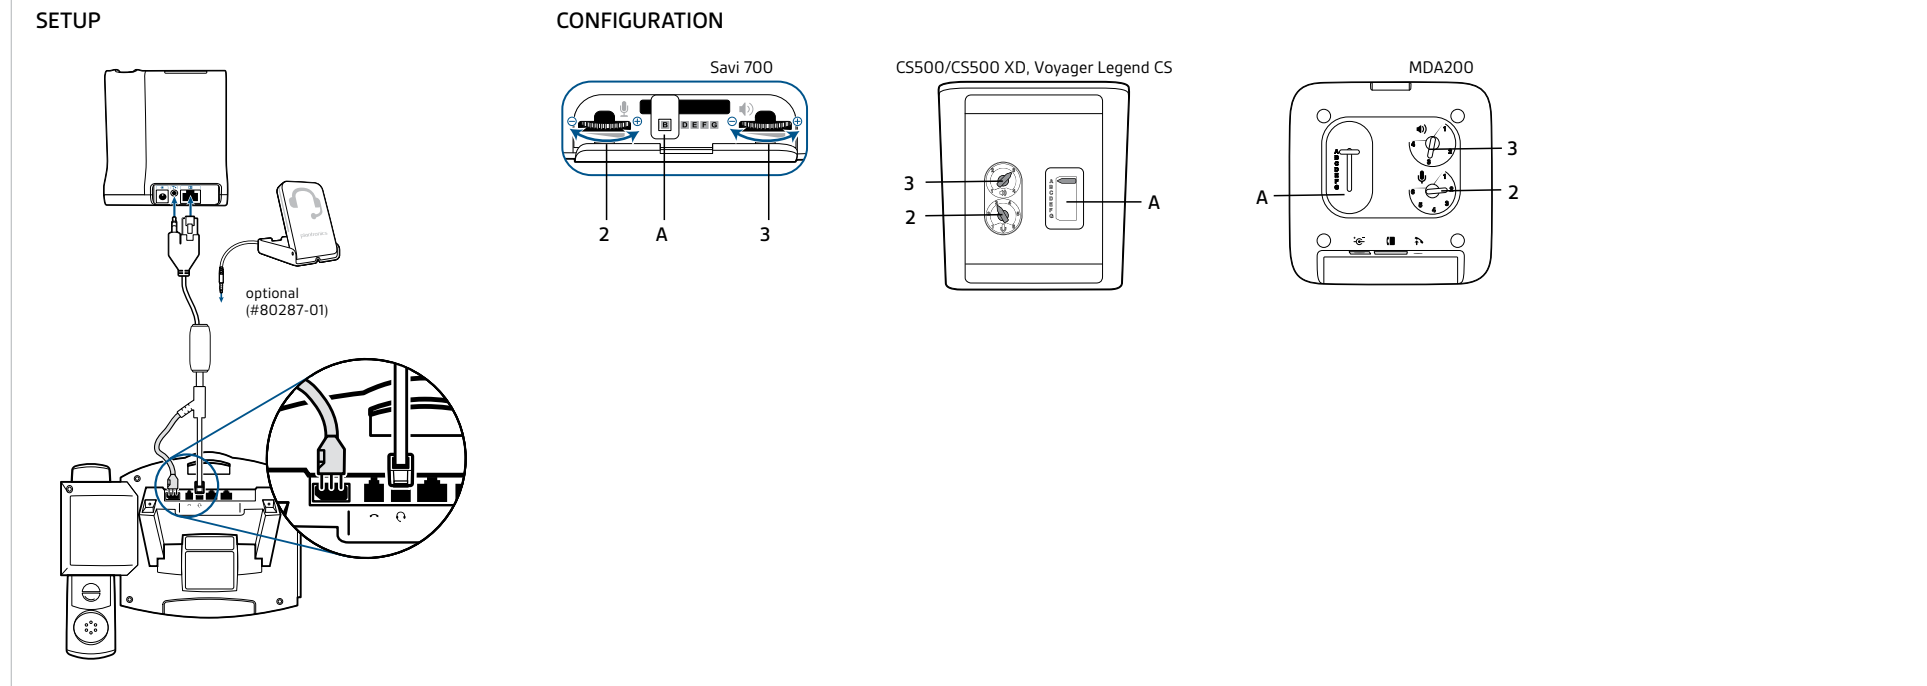 SETUP
CONFIGURATION
Savi 700
CS500/CS500 XD, Voyager Legend CS
MDA200
B D E F G
2
A
3
3
2
A
A
B
C
D
E
F
G
A
A
B
C
D
E
F
G
3
2
plantronics
optional
(#80287-01)